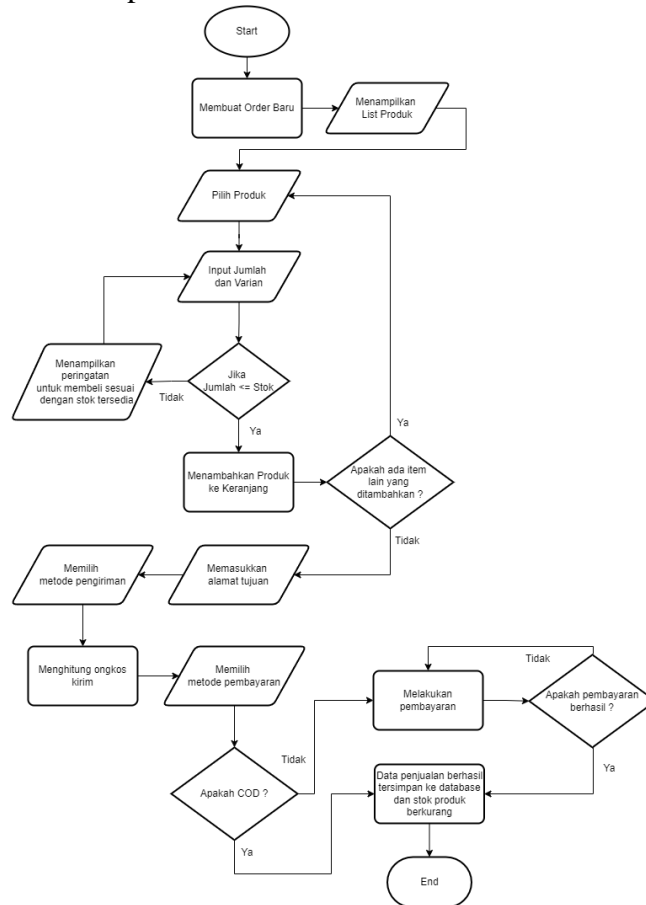 Start
Membuat Order Baru
Menampilkan
List Produk
Pilih Produk
Input Jumlah
dan Varian
Menampilkan
peringatan
untuk membeli sesuai
dengan stok tersedia
Tidak
Jika
Jumlah <= Stok
Ya
Menambahkan Produk
ke Keranjang
Apakah ada item
lain yang
ditambahkan ?
Ya
Tidak
Memasukkan
alamat tujuan
Memilih
metode pengiriman
Menghitung ongkos
kirim
Memilih
metode pembayaran
Apakah COD ?
Tidak
Ya
Melakukan
pembayaran
Tidak
Apakah pembayaran
berhasil ?
Ya
Data penjualan berhasil
tersimpan ke database
dan stok produk
berkurang
End